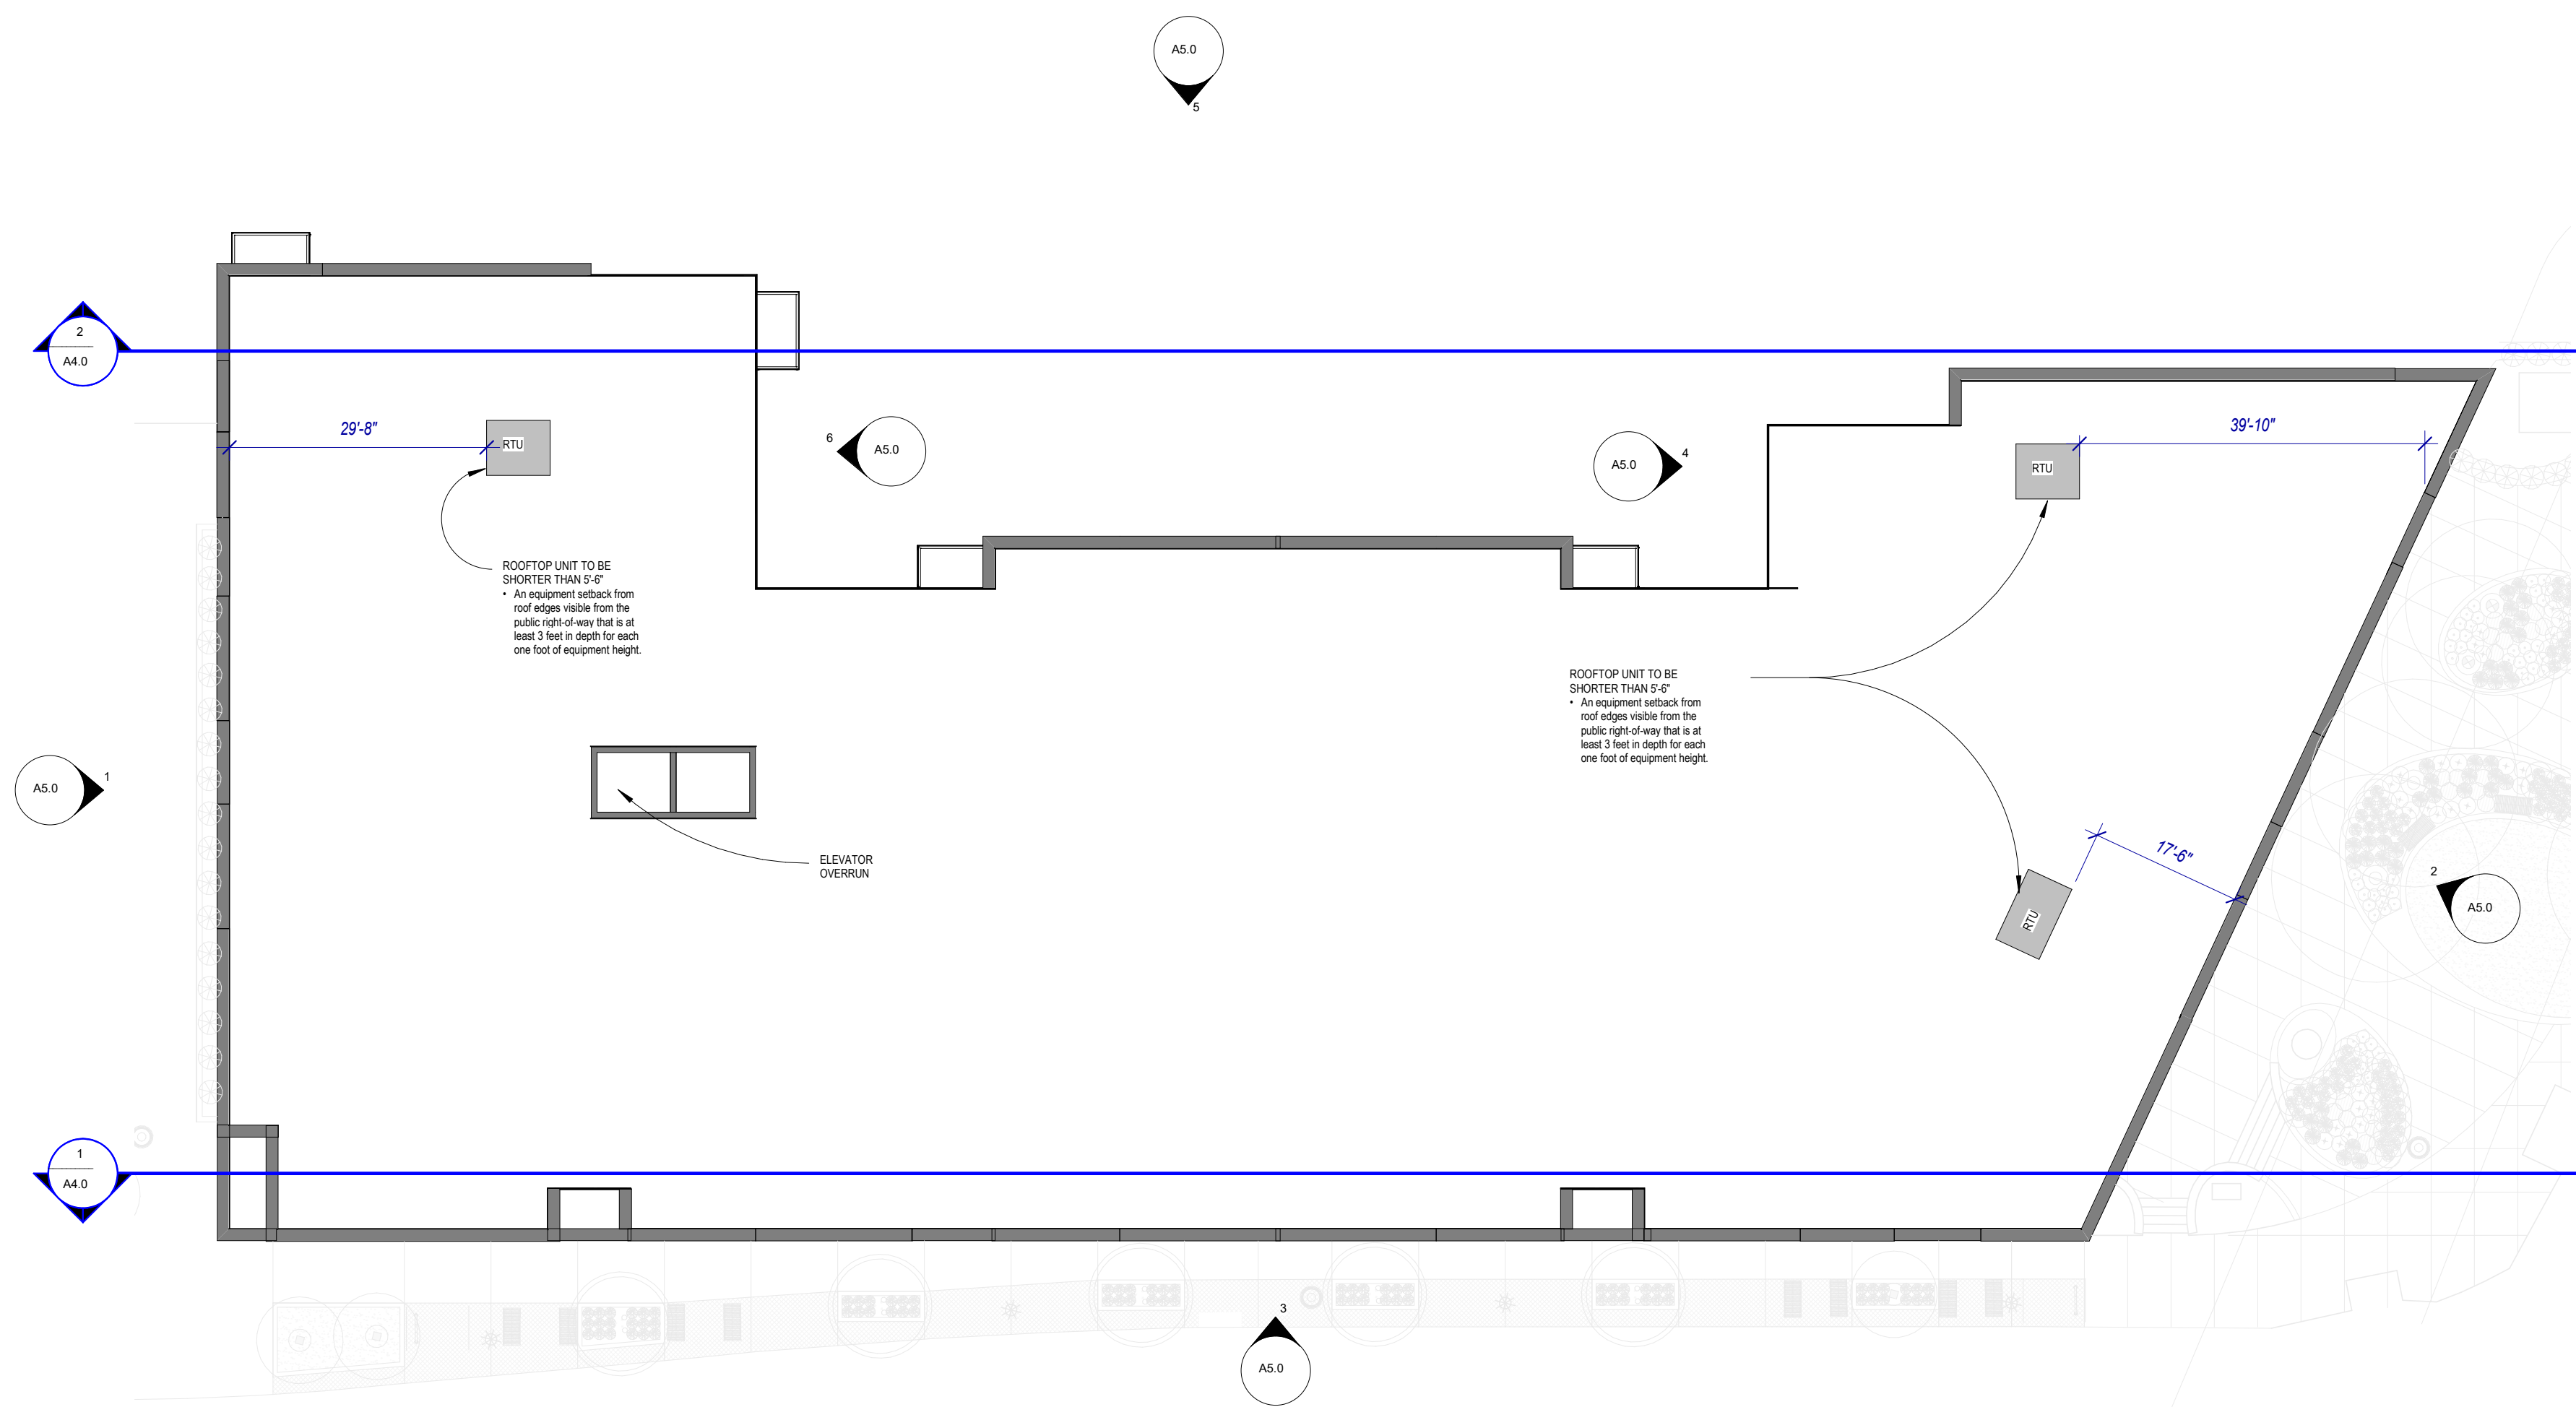 A5.0
5
2
A4.0
29'-8"
RTU
6
A5.0
A5.0
4
RTU
39'-10"
ROOFTOP UNIT TO BE
SHORTER THAN 5'-6"
• An equipment setback from
roof edges visible from the
public right-of-way that is at
least 3 feet in depth for each
one foot of equipment height.
ROOFTOP UNIT TO BE
SHORTER THAN 5'-6"
• An equipment setback from
roof edges visible from the
public right-of-way that is at
least 3 feet in depth for each
one foot of equipment height.
A5.0
1
ELEVATOR
OVERRUN
17'-6"
RTU
2
A5.0
1
A4.0
3
A5.0